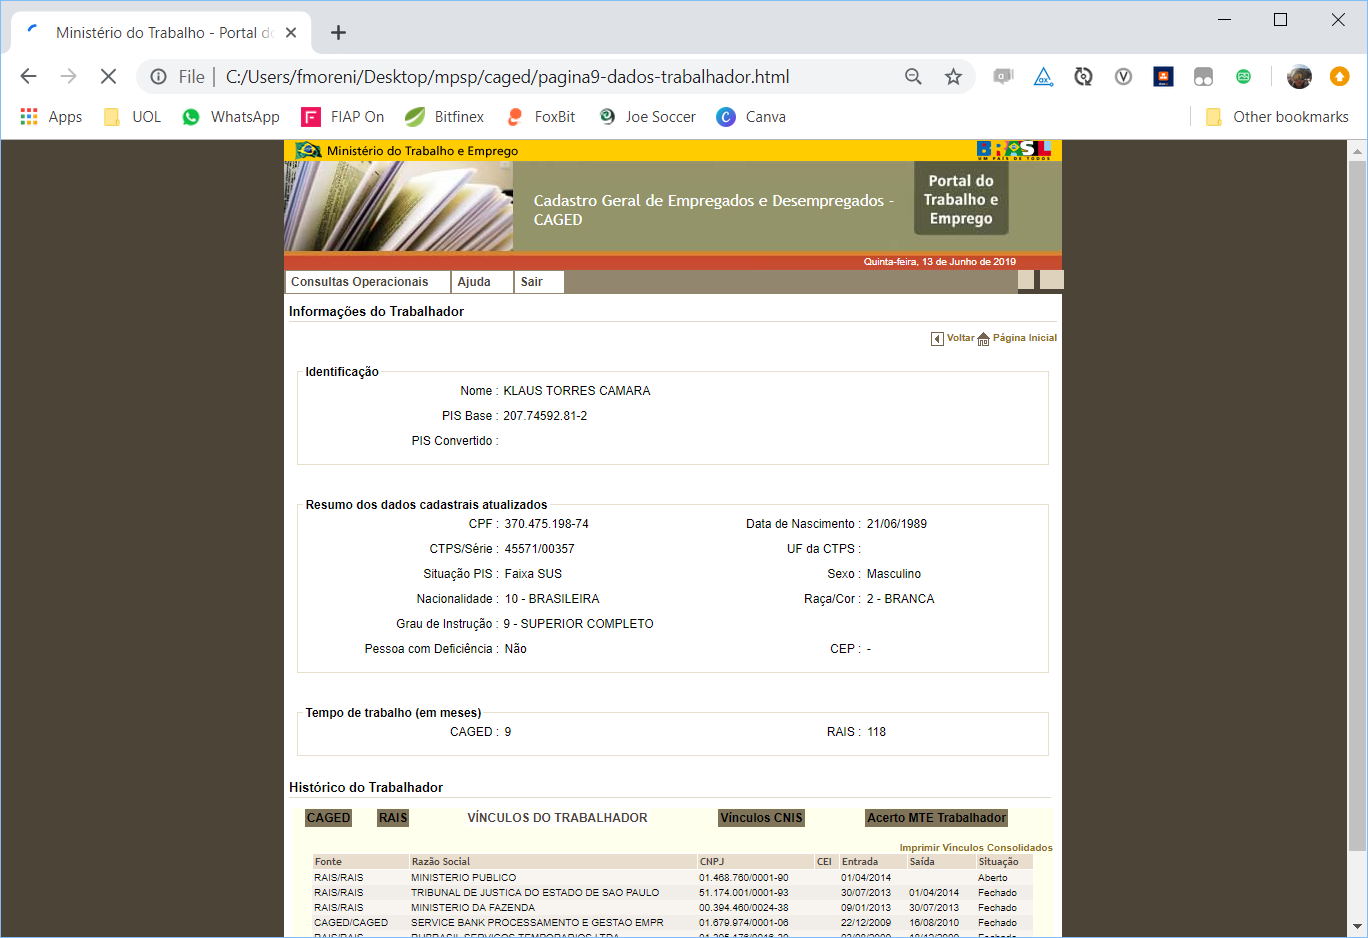 Ministério do Trabalho - Portal do
File | C:/Users/fmoreni/Desktop/mpsp/caged/pagina9-dados-trabalhador.html
Apps UOL WhatsApp FIAP On Bitfinex FoxBit Joe Soccer Canva Other bookmarks
Ministério do Trabalho e Emprego BRASIL
UM PAÍS DE TODOS
Cadastro Geral de Empregados e Desempregados -
CAGED
Portal do
Trabalho e
Emprego
Quinta-feira, 13 de Junho de 2019
Consultas Operacionais Ajuda Sair
Informações do Trabalhador
Voltar Página Inicial
Identificação
Nome : KLAUS TORRES CAMARA
PIS Base : 207.74592.81-2
PIS Convertido :
Resumo dos dados cadastrais atualizados
CPF : 370.475.198-74 Data de Nascimento : 21/06/1989
CTPS/Série : 45571/00357 UF da CTPS :
Situação PIS : Faixa SUS Sexo : Masculino
Nacionalidade : 10 - BRASILEIRA Raça/Cor : 2 - BRANCA
Grau de Instrução : 9 - SUPERIOR COMPLETO
Pessoa com Deficiência : Não CEP : -
Tempo de trabalho (em meses)
CAGED : 9 RAIS : 118
Histórico do Trabalhador
CAGED RAIS VÍNCULOS DO TRABALHADOR Vínculos CNIS Acerto MTE Trabalhador
Imprimir Vínculos Consolidados
Fonte Razão Social CNPJ CEI Entrada Saída Situação
RAIS/RAIS MINISTERIO PUBLICO 01.468.760/0001-90 01/04/2014 Aberto
RAIS/RAIS TRIBUNAL DE JUSTICA DO ESTADO DE SAO PAULO 51.174.001/0001-93 30/07/2013 01/04/2014 Fechado
RAIS/RAIS MINISTERIO DA FAZENDA 00.394.460/0024-38 09/01/2013 30/07/2013 Fechado
CAGED/CAGED SERVICE BANK PROCESSAMENTO E GESTAO EMPR 01.679.974/0001-06 22/12/2009 16/08/2010 Fechado